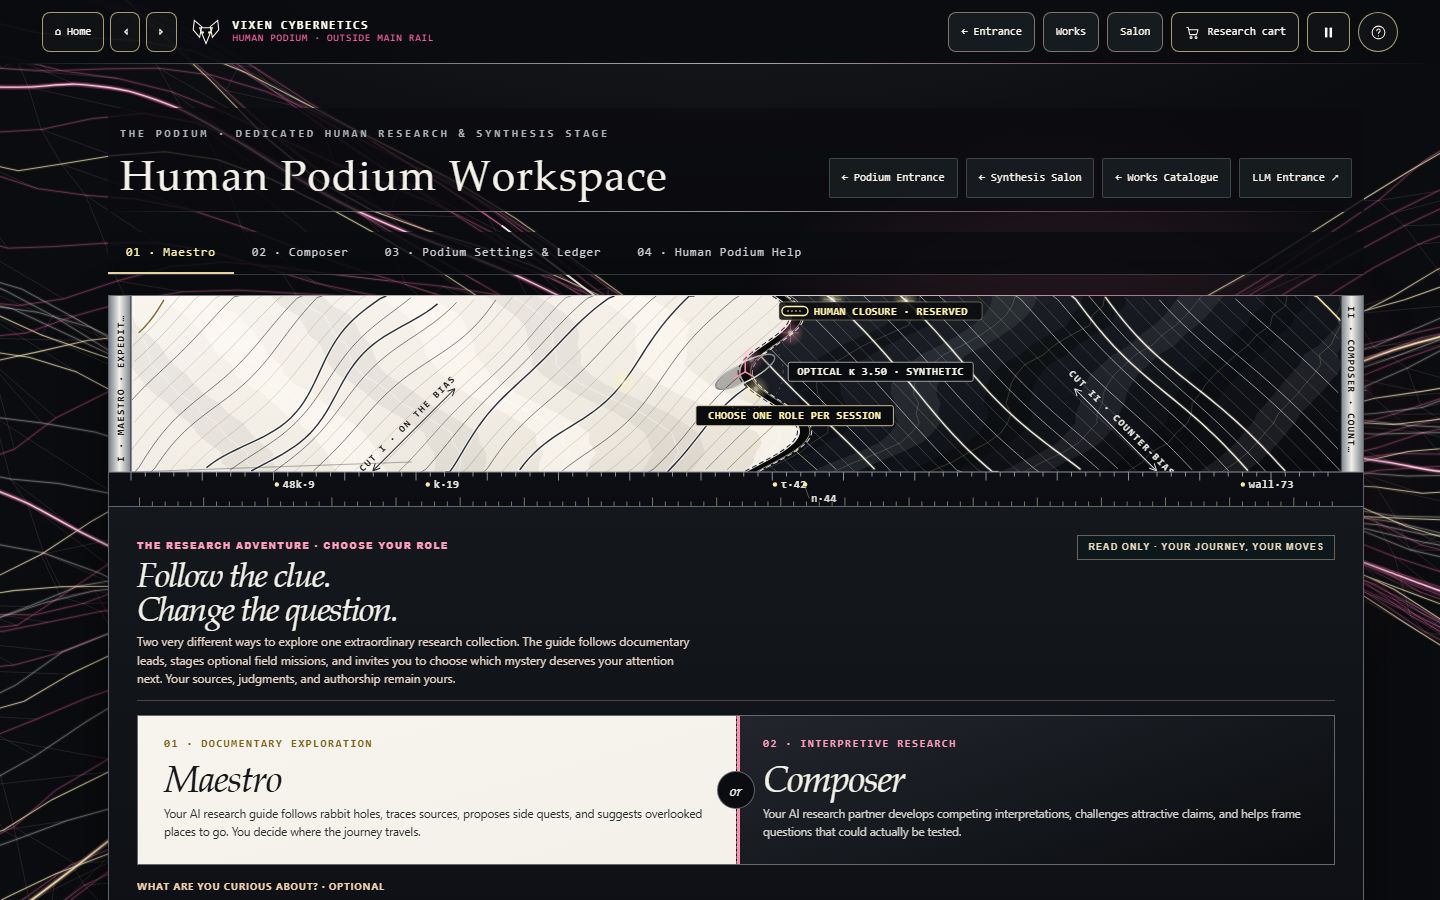 ⌂ Home
VIXEN CYBERNETICS
HUMAN PODIUM · OUTSIDE MAIN RAIL
← Entrance
Works
Salon
Research cart
THE PODIUM · DEDICATED HUMAN RESEARCH & SYNTHESIS STAGE
Human Podium Workspace
← Podium Entrance
← Synthesis Salon
← Works Catalogue
LLM Entrance ↗
01 · Maestro
02 · Composer
03 · Podium Settings & Ledger
04 · Human Podium Help
I · MAESTRO · EXPEDIT…
HUMAN CLOSURE · RESERVED
OPTICAL K 3.50 · SYNTHETIC
CHOOSE ONE ROLE PER SESSION
CUT I · ON THE BIAS
CUT II · COUNTER-BIAS
II · COMPOSER · COUNT…
48k·9
k·19
τ·42
n·44
wall·73
THE RESEARCH ADVENTURE · CHOOSE YOUR ROLE
READ ONLY · YOUR JOURNEY, YOUR MOVES
Follow the clue.
Change the question.
Two very different ways to explore one extraordinary research collection. The guide follows documentary
leads, stages optional field missions, and invites you to choose which mystery deserves your attention
next. Your sources, judgments, and authorship remain yours.
01 · DOCUMENTARY EXPLORATION
Maestro
Your AI research guide follows rabbit holes, traces sources, proposes side quests, and suggests overlooked
places to go. You decide where the journey travels.
or
02 · INTERPRETIVE RESEARCH
Composer
Your AI research partner develops competing interpretations, challenges attractive claims, and helps frame
questions that could actually be tested.
WHAT ARE YOU CURIOUS ABOUT? · OPTIONAL